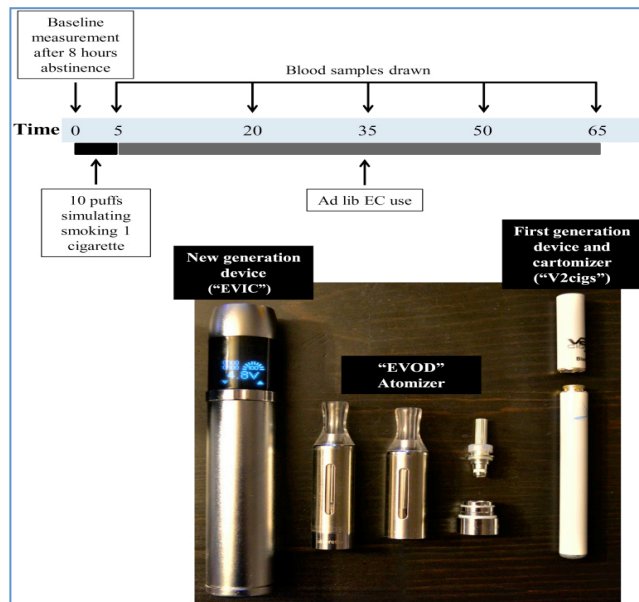 Baseline
measurement
after 8 hours
abstinence
Blood samples drawn
Time 0 5 20 35 50 65
10 puffs
simulating
smoking 1
cigarette
Ad lib EC use
New generation
device
(“EVIC”)
“EVOD”
Atomizer
First generation
device and
cartomizer
(“V2cigs”)
4.8V